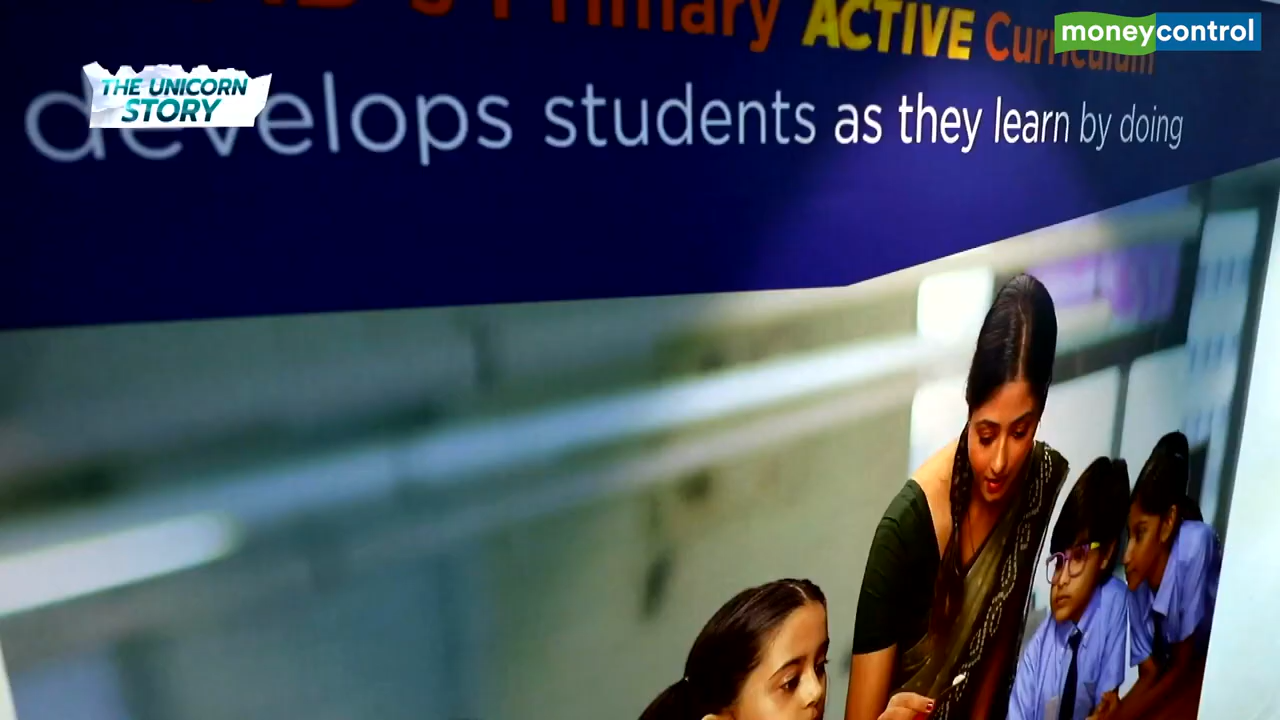 Primary ACTIVE Curriculum
moneycontrol
THE UNICORN
STORY
develops students as they learn by doing